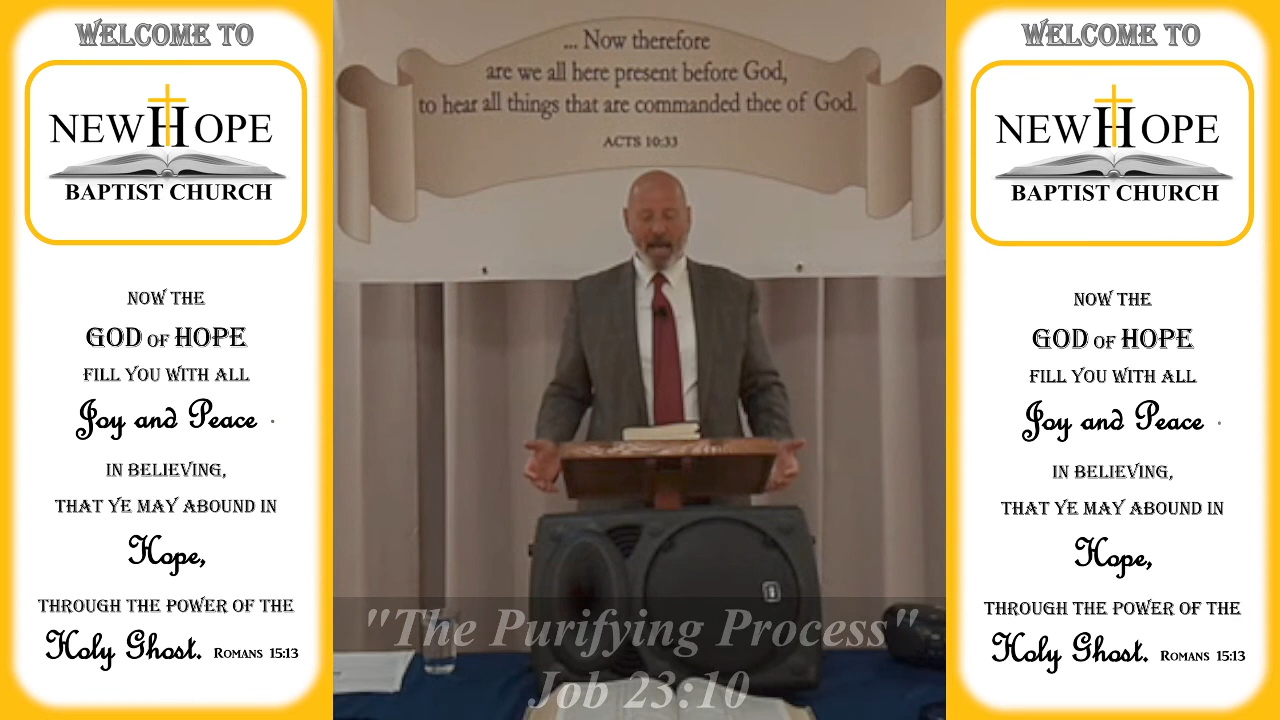 WELCOME TO
NEW HOPE
BAPTIST CHURCH
NOW THE
GOD OF HOPE
FILL YOU WITH ALL
Joy and Peace
IN BELIEVING,
THAT YE MAY ABOUND IN
Hope,
THROUGH THE POWER OF THE
Holy Ghost. ROMANS 15:13
... Now therefore
are we all here present before God,
to hear all things that are commanded thee of God.
ACTS 10:33
"The Purifying Process"
Job 23:10
WELCOME TO
NEW HOPE
BAPTIST CHURCH
NOW THE
GOD OF HOPE
FILL YOU WITH ALL
Joy and Peace
IN BELIEVING,
THAT YE MAY ABOUND IN
Hope,
THROUGH THE POWER OF THE
Holy Ghost. ROMANS 15:13